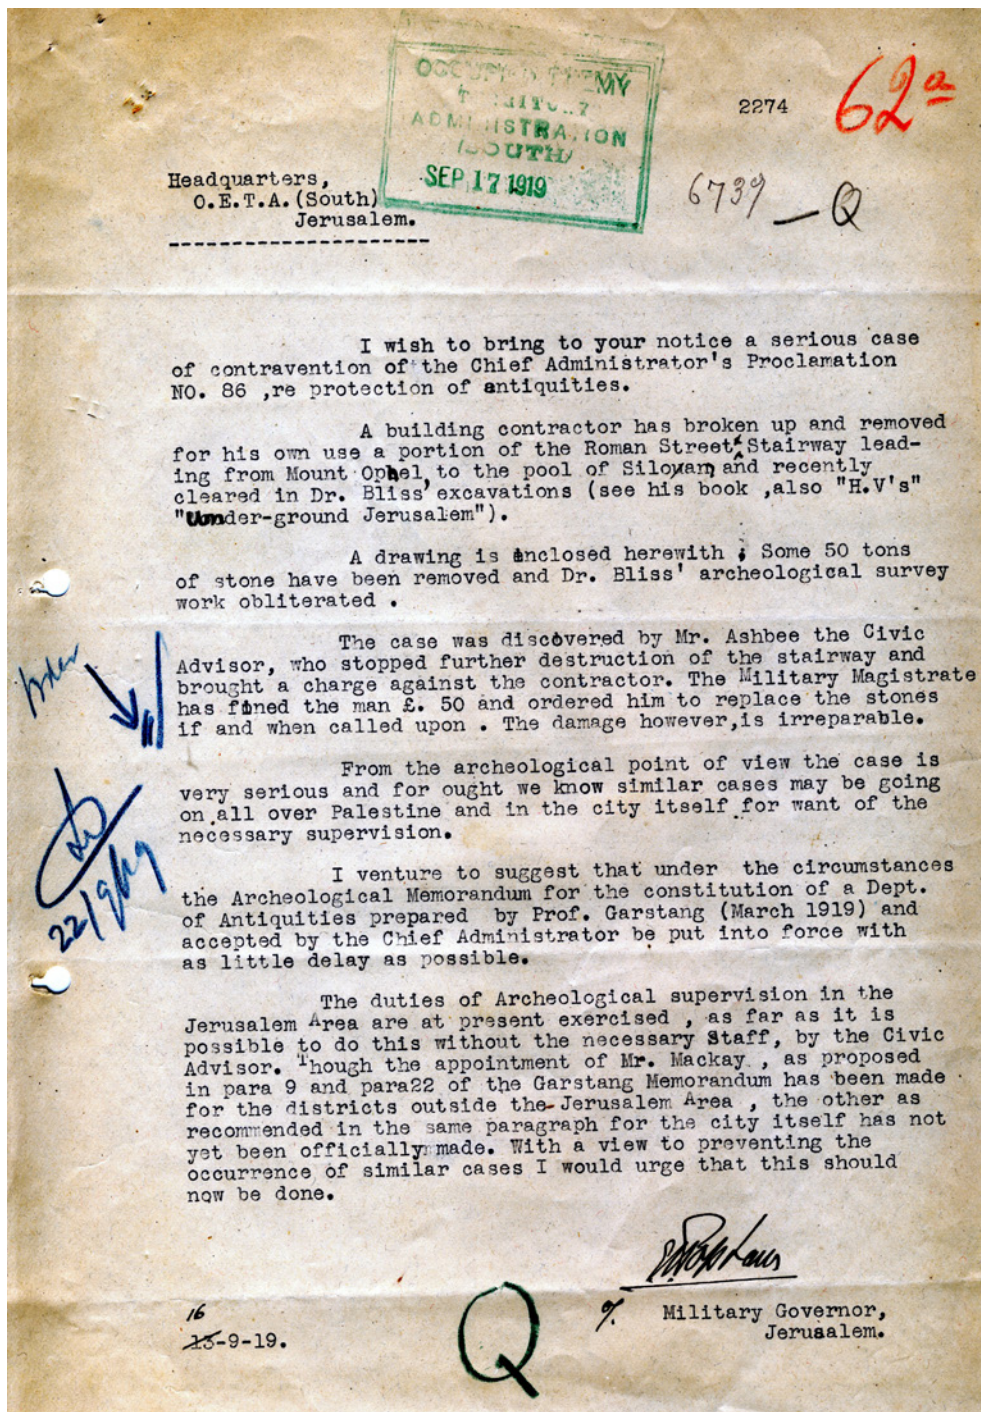 OCCUPIED ENEMY
TERRITORY
ADMINISTRATION
(SOUTH)
SEP 17 1919
2274
62a
6739 — Q
Headquarters,
O.E.T.A.(South)
Jerusalem.
---------------------
I wish to bring to your notice a serious case
of contravention of the Chief Administrator's Proclamation
NO. 86 ,re protection of antiquities.
A building contractor has broken up and removed
for his own use a portion of the Roman Street Stairway lead-
ing from Mount Ophel, to the pool of Siloam, and recently
cleared in Dr. Bliss' excavations (see his book ,also "H.V's"
"Under-ground Jerusalem").
A drawing is enclosed herewith ; Some 50 tons
of stone have been removed and Dr. Bliss' archeological survey
work obliterated .
The case was discovered by Mr. Ashbee the Civic
Advisor, who stopped further destruction of the stairway and
brought a charge against the contractor. The Military Magistrate
has fined the man £. 50 and ordered him to replace the stones
if and when called upon . The damage however,is irreparable.
From the archeological point of view the case is
very serious and for ought we know similar cases may be going
on all over Palestine and in the city itself for want of the
necessary supervision.
I venture to suggest that under the circumstances
the Archeological Memorandum for the constitution of a Dept.
of Antiquities prepared by Prof. Garstang (March 1919) and
accepted by the Chief Administrator be put into force with
as little delay as possible.
22/9/19
The duties of Archeological supervision in the
Jerusalem Area are at present exercised , as far as it is
possible to do this without the necessary Staff, by the Civic
Advisor. Though the appointment of Mr. Mackay , as proposed
in para 9 and para22 of the Garstang Memorandum has been made
for the districts outside the Jerusalem Area , the other as
recommended in the same paragraph for the city itself has not
yet been officially made. With a view to preventing the
occurrence of similar cases I would urge that this should
now be done.
Military Governor,
Jerusalem.
16
15-9-19.
Q